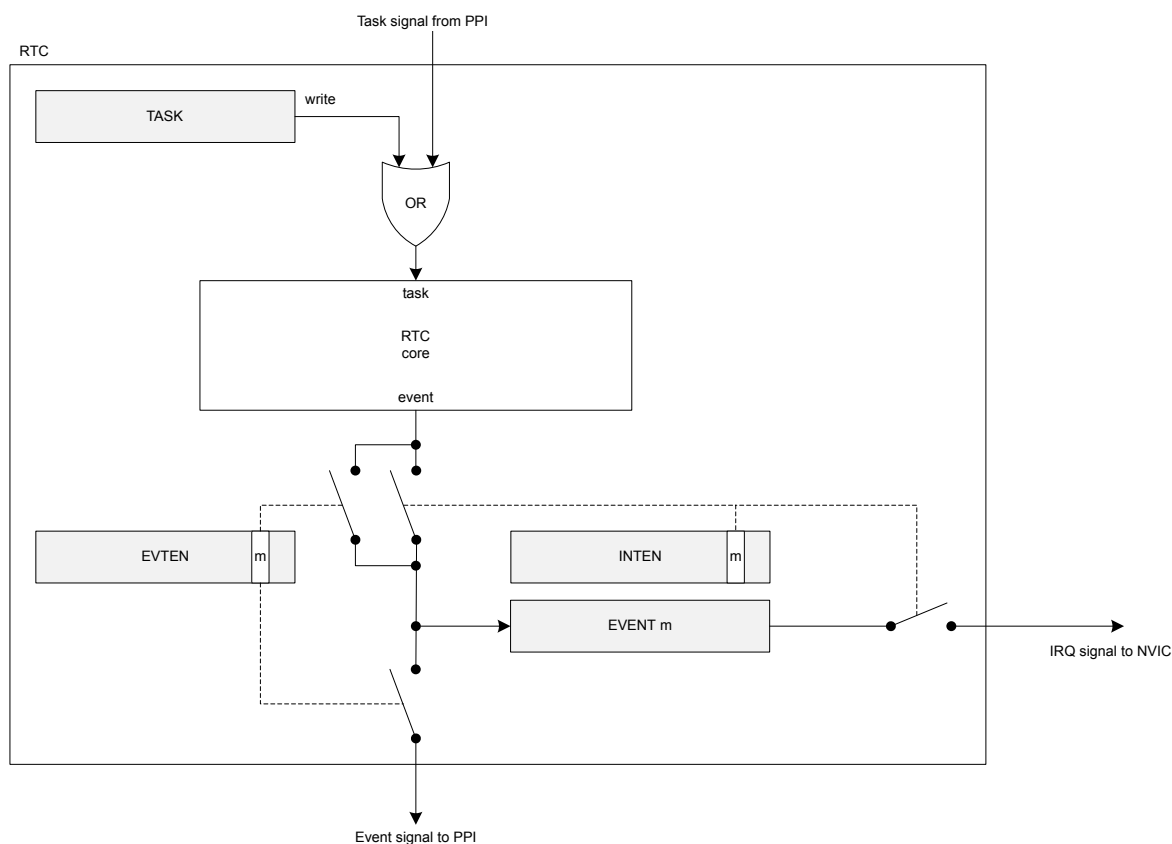 Task signal from PPI
RTC
write
TASK
OR
task
RTC
core
event
EVTEN
m
INTEN
m
EVENT m
IRQ signal to NVIC
Event signal to PPI